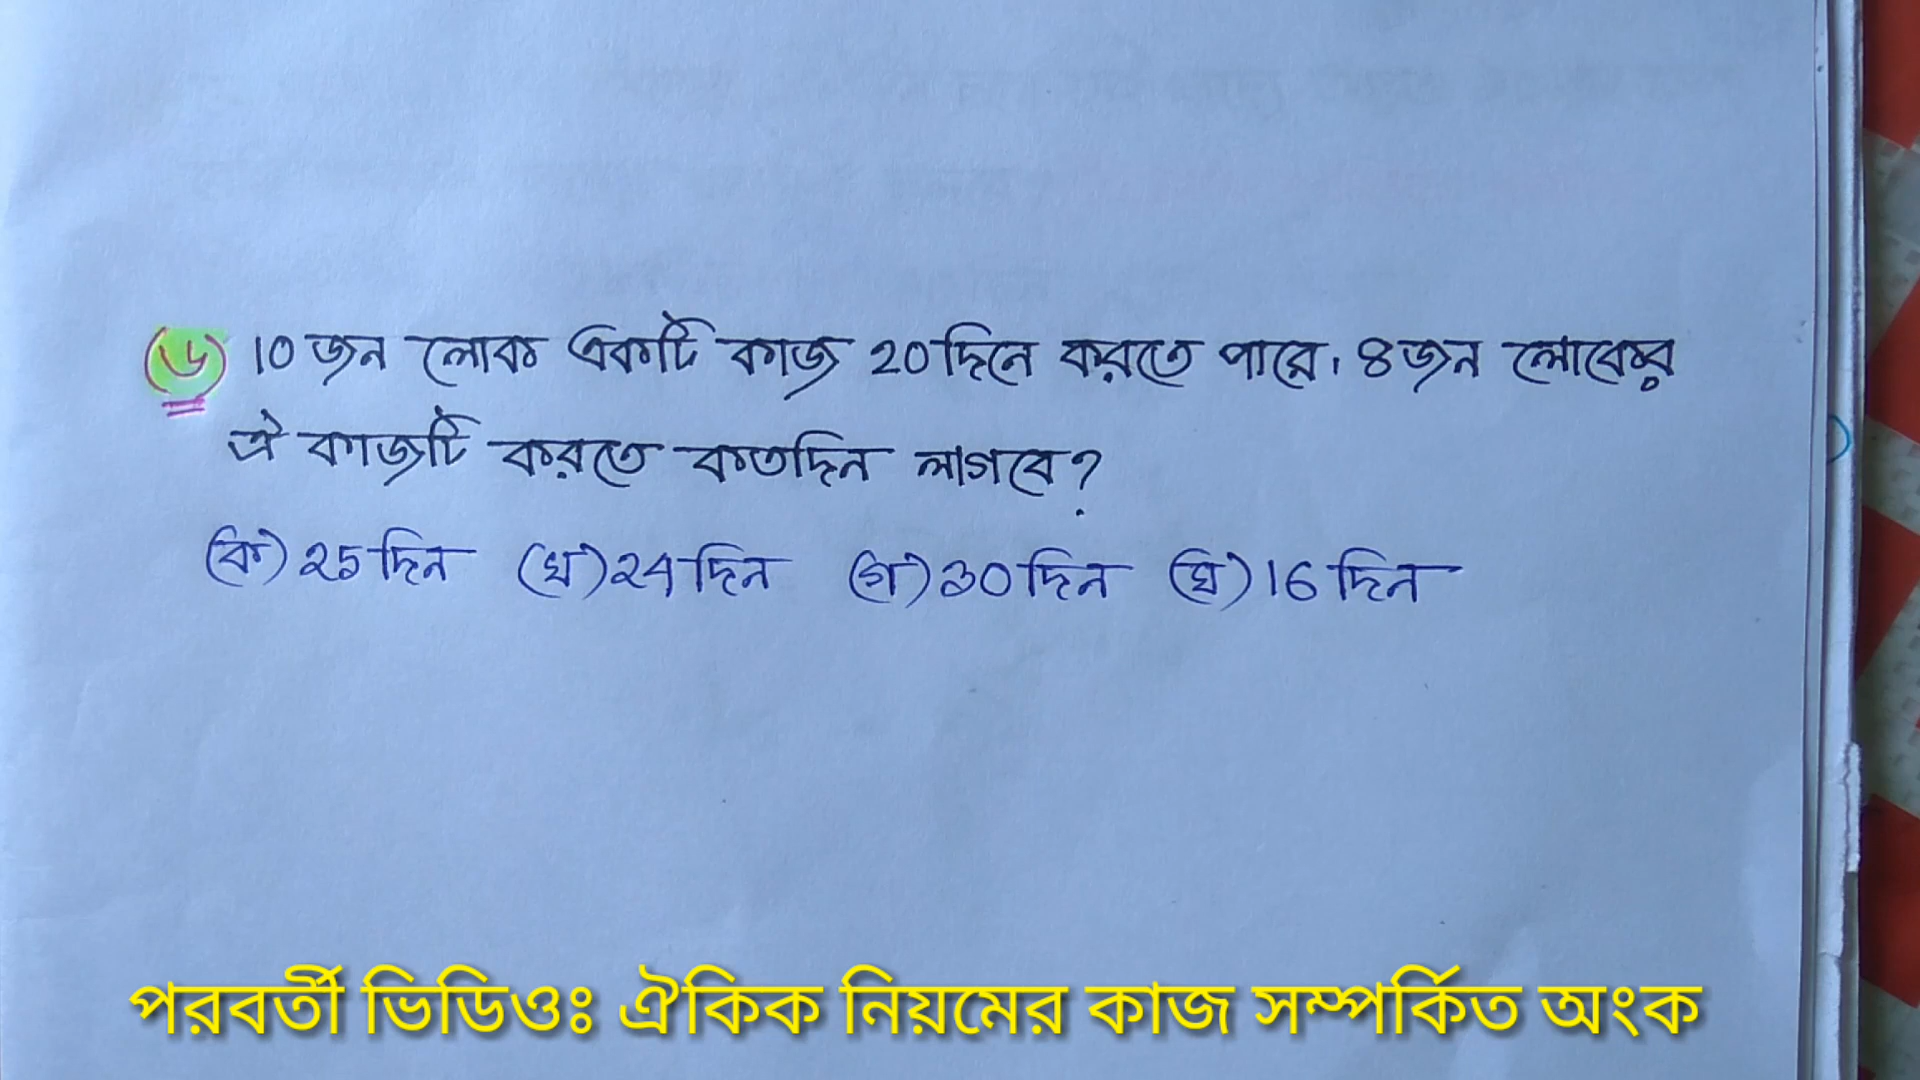 (৬) 10 জন লোক একটি কাজ 20 দিনে করতে পারে। 8 জন লোকের
ঐ কাজটি করতে কতদিন লাগবে?
(ক) 25 দিন (খ) 24 দিন (গ) 30 দিন (ঘ) 16 দিন
পরবর্তী ভিডিওঃ ঐকিক নিয়মের কাজ সম্পর্কিত অংক